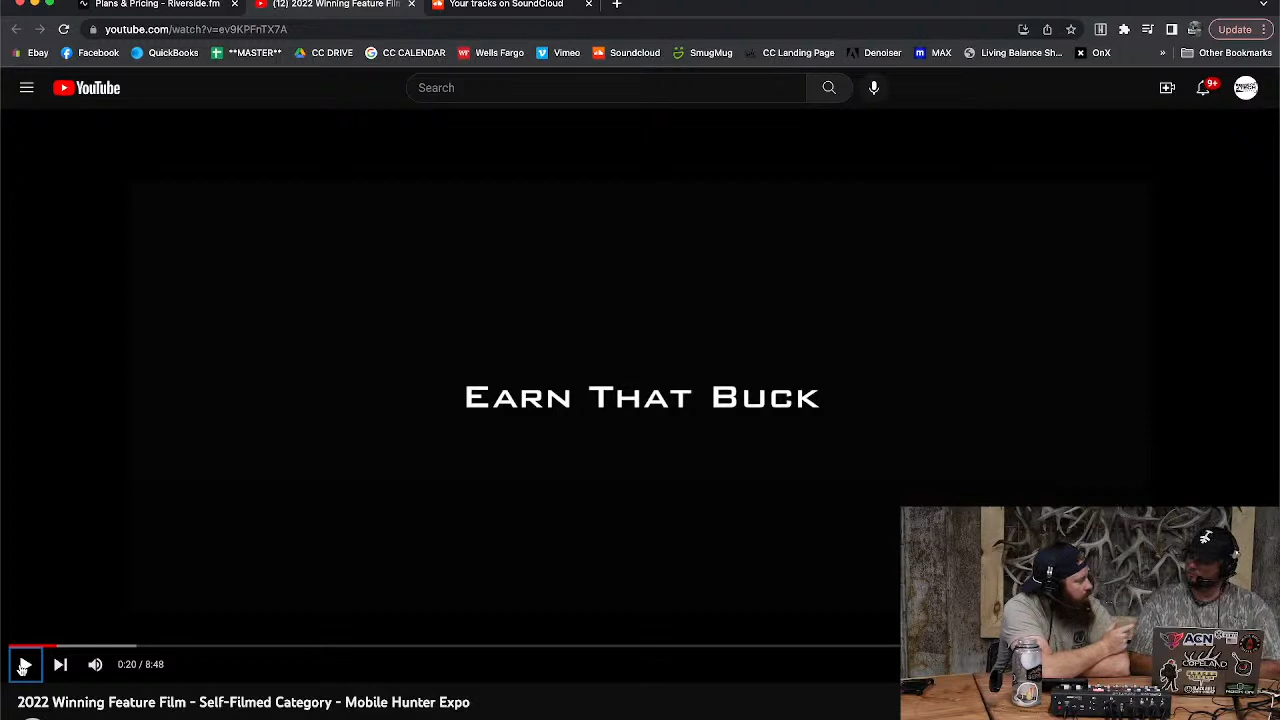 Plans & Pricing - Riverside.fm
(12) 2022 Winning Feature Fil
Your tracks on SoundCloud
youtube.com/watch?v=ev9KPFnTX7A
Update
Ebay
Facebook
QuickBooks
**MASTER**
CC DRIVE
CC CALENDAR
Wells Fargo
Vimeo
Soundcloud
SmugMug
CC Landing Page
Denoiser
MAX
Living Balance Sh...
OnX
»
Other Bookmarks
YouTube
Search
9+
Earn That Buck
0:20 / 8:48
2022 Winning Feature Film - Self-Filmed Category - Mobile Hunter Expo
ACN
COPELAND